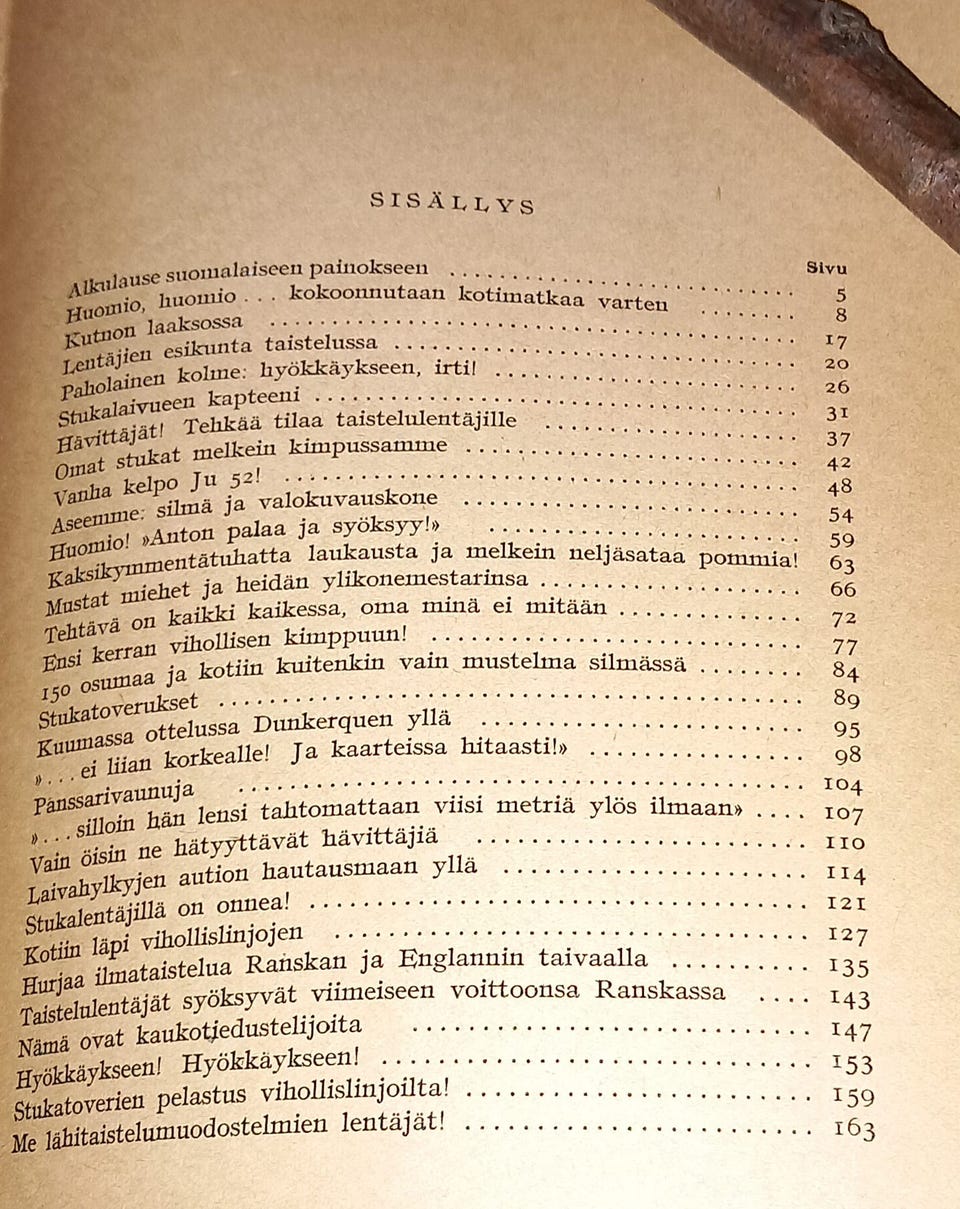 SISÄLLYS
Sivu
Alkulause suomalaiseen painokseen .......................... 5
Huomio, huomio ... kokoonnutaan kotimatkaa varten ........ 8
Kutnon laaksossa .......................... 17
Lentäjien esikunta taistelussa .......................... 20
Paholainen kolme: hyökkäykseen, irti! .......................... 26
Stukalaivueen kapteeni .......................... 31
Hävittäjät! Tehkää tilaa taistelulentäjille .......................... 37
Omat stukat melkein kimpussamme .......................... 42
Vanha kelpo Ju 52! .......................... 48
Aseemme: silmä ja valokuvauskone .......................... 54
Huomio! »Anton palaa ja syöksyy!» .......................... 59
Kaksikymmentätuhatta laukausta ja melkein neljäsataa pommia! 63
Mustat miehet ja heidän ylikonemestarinsa .................... 66
Tehtävä on kaikki kaikessa, oma minä ei mitään .............. 72
Ensi kerran vihollisen kimppuun! .......................... 77
150 osumaa ja kotiin kuitenkin vain mustelma silmässä ........ 84
Stukatoverukset .......................... 89
Kuumassa ottelussa Dunkerquen yllä .......................... 95
»...ei liian korkealle! Ja kaarteissa hitaasti!» .............. 98
Panssarivaunuja .......................... 104
»...silloin hän lensi tahtomattaan viisi metriä ylös ilmaan» .... 107
Vain öisin ne hätyyttävät hävittäjiä .......................... 110
Laivahylkyjen aution hautausmaan yllä .................... 114
Stukalentäjillä on onnea! .......................... 121
Kotiin läpi vihollislinjojen .......................... 127
Hurjaa ilmataistelua Ranskan ja Englannin taivaalla .......... 135
Taistelulentäjät syöksyvät viimeiseen voittoonsa Ranskassa .... 143
Nämä ovat kaukotiedustelijoita .......................... 147
Hyökkäykseen! Hyökkäykseen! .......................... 153
Stukatoverien pelastus vihollislinjoilta! .................... 159
Me lähitaistelumuodostelmien lentäjät! .................... 163